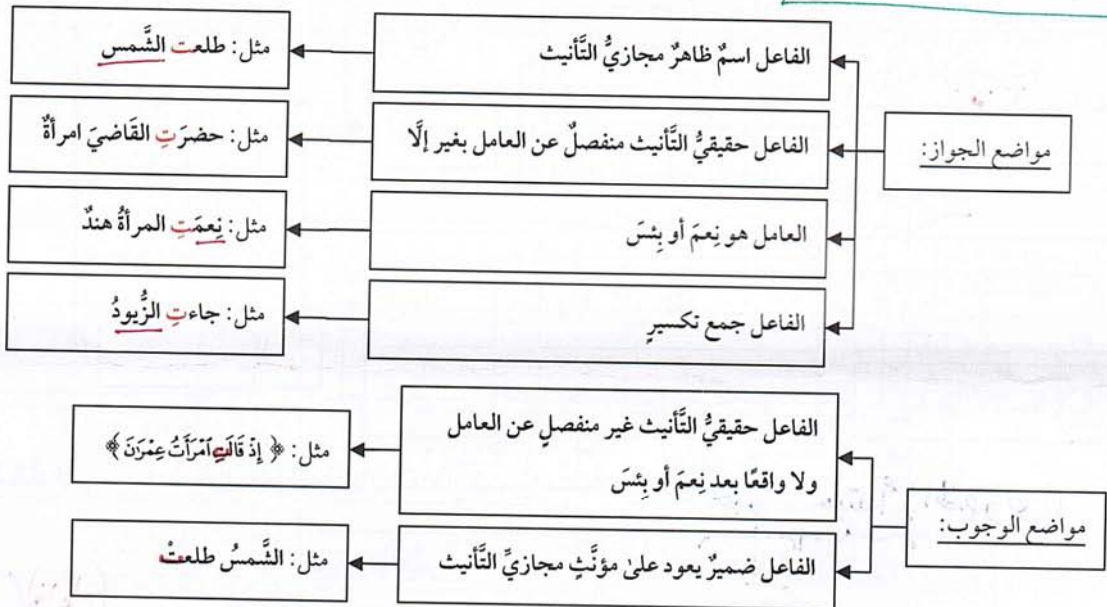 مواضع الجواز:
الفاعل اسمٌ ظاهرٌ مجازيُّ التَّأنيث
مثل: طلعت الشَّمس
الفاعل حقيقيُّ التَّأنيث منفصلٌ عن العامل بغير إلَّا
مثل: حضرَتِ القَاضيَ امرأةٌ
العامل هو نِعمَ أو بِئسَ
مثل: نِعمَتِ المرأةُ هندٌ
الفاعل جمع تكسيرٍ
مثل: جاءتِ الزُّيودُ
مواضع الوجوب:
الفاعل حقيقيُّ التَّأنيث غير منفصلٍ عن العامل
ولا واقعًا بعد نِعمَ أو بِئسَ
مثل: ﴿ إِذۡ قَالَتِ ٱمۡرَأَتُ عِمۡرَٰنَ ﴾
الفاعل ضميرٌ يعود علىٰ مؤنَّثٍ مجازيِّ التَّأنيث
مثل: الشَّمسُ طلعتْ